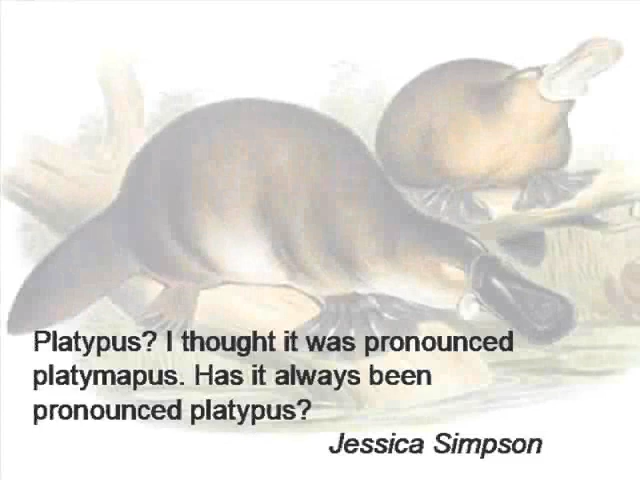 Platypus? I thought it was pronounced
platymapus. Has it always been
pronounced platypus?
Jessica Simpson